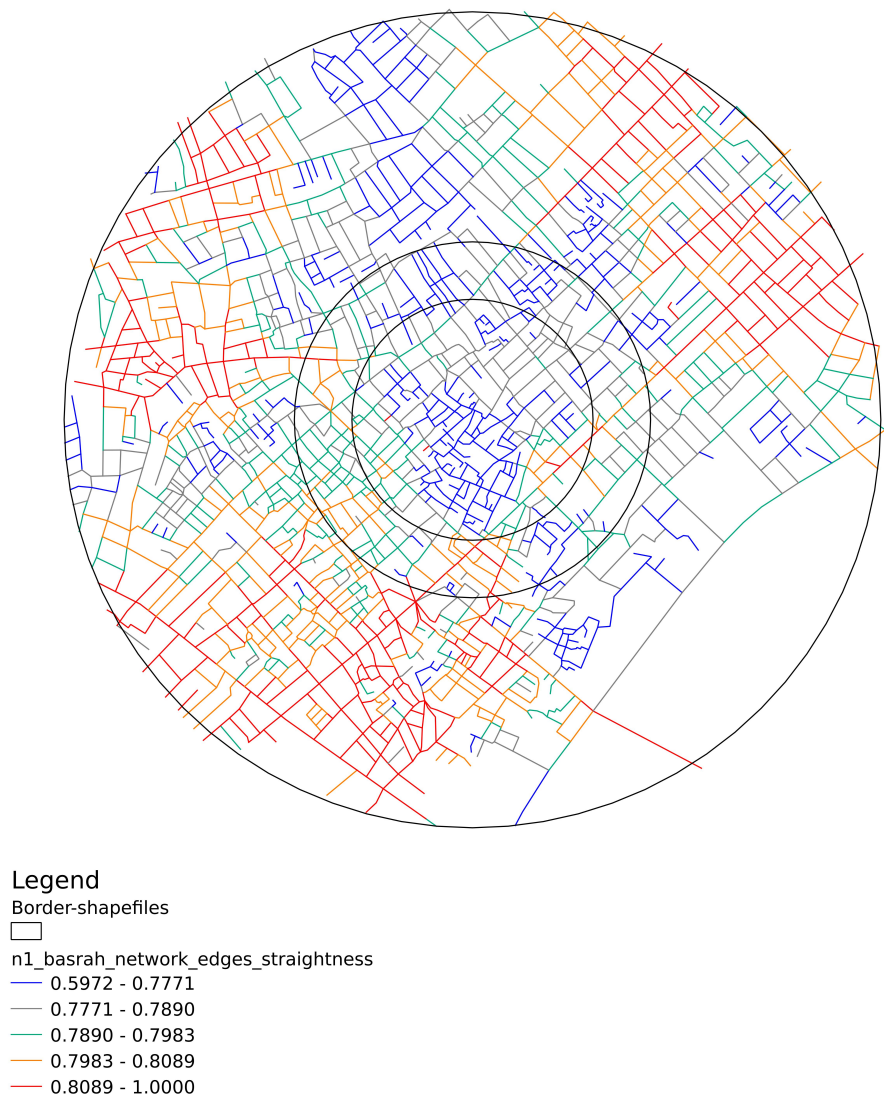 Legend
Border-shapefiles
n1_basrah_network_edges_straightness
0.5972 - 0.7771
0.7771 - 0.7890
0.7890 - 0.7983
0.7983 - 0.8089
0.8089 - 1.0000